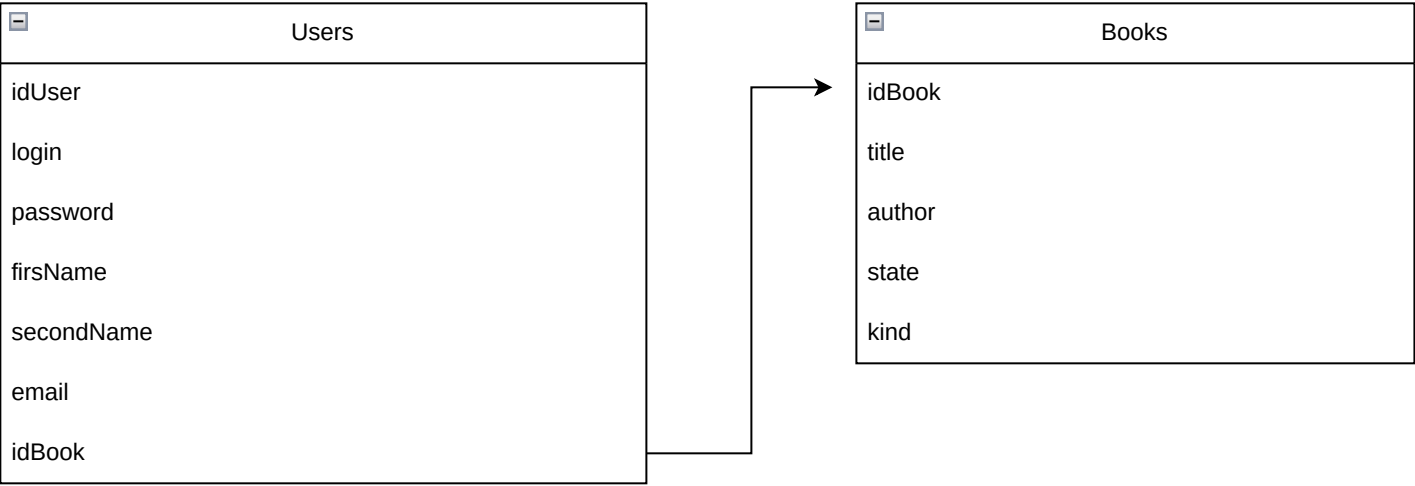 Users
idUser
login
password
firsName
secondName
email
idBook
Books
idBook
title
author
state
kind